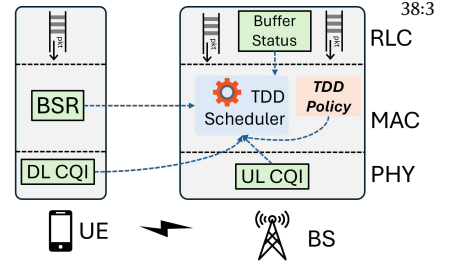 38:3
pkt
pkt
Buffer
Status
pkt
RLC
BSR
TDD
Scheduler
TDD
Policy
MAC
DL CQI
UL CQI
PHY
UE
BS